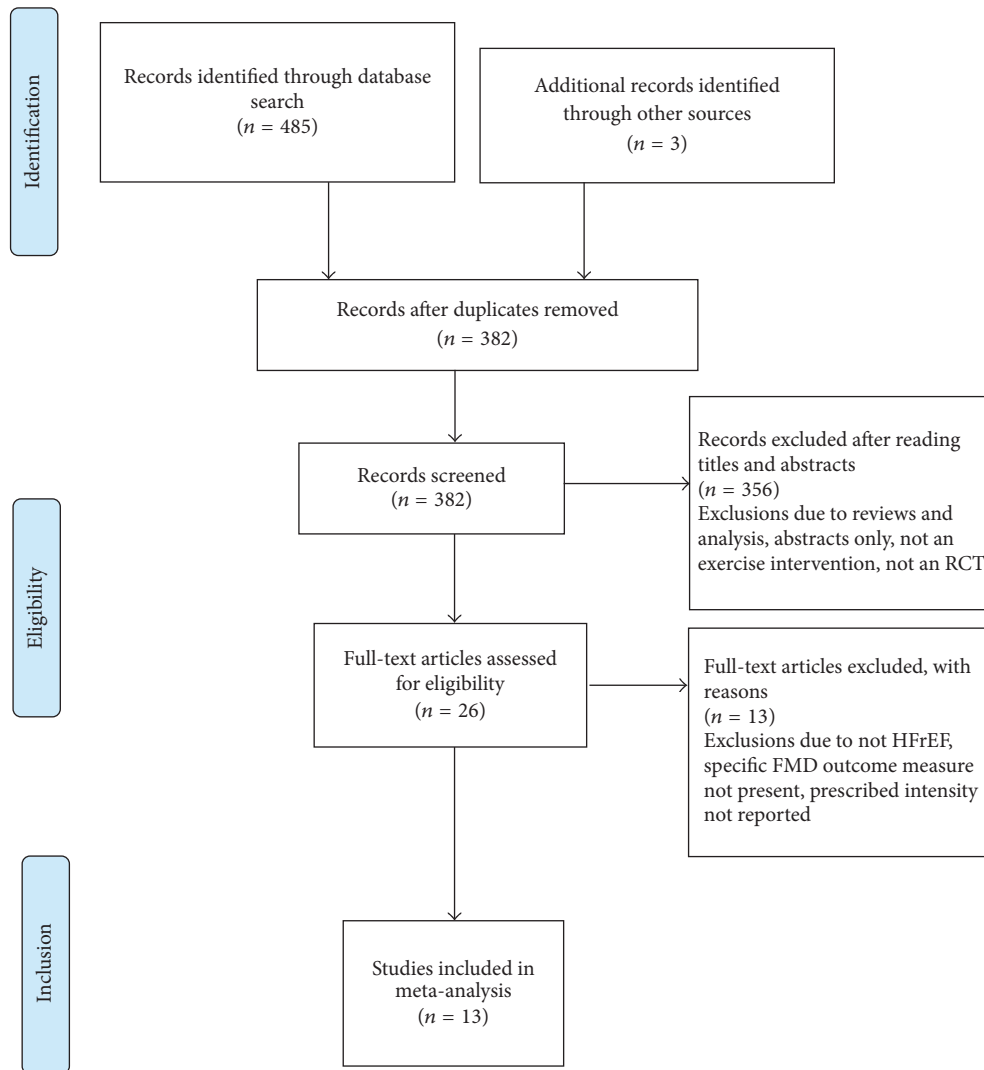 Identification
Records identified through database
search
(n = 485)
Additional records identified
through other sources
(n = 3)
Records after duplicates removed
(n = 382)
Records screened
(n = 382)
Records excluded after reading
titles and abstracts
(n = 356)
Exclusions due to reviews and
analysis, abstracts only, not an
exercise intervention, not an RCT
Eligibility
Full-text articles assessed
for eligibility
(n = 26)
Full-text articles excluded, with
reasons
(n = 13)
Exclusions due to not HFrEF,
specific FMD outcome measure
not present, prescribed intensity
not reported
Inclusion
Studies included in
meta-analysis
(n = 13)